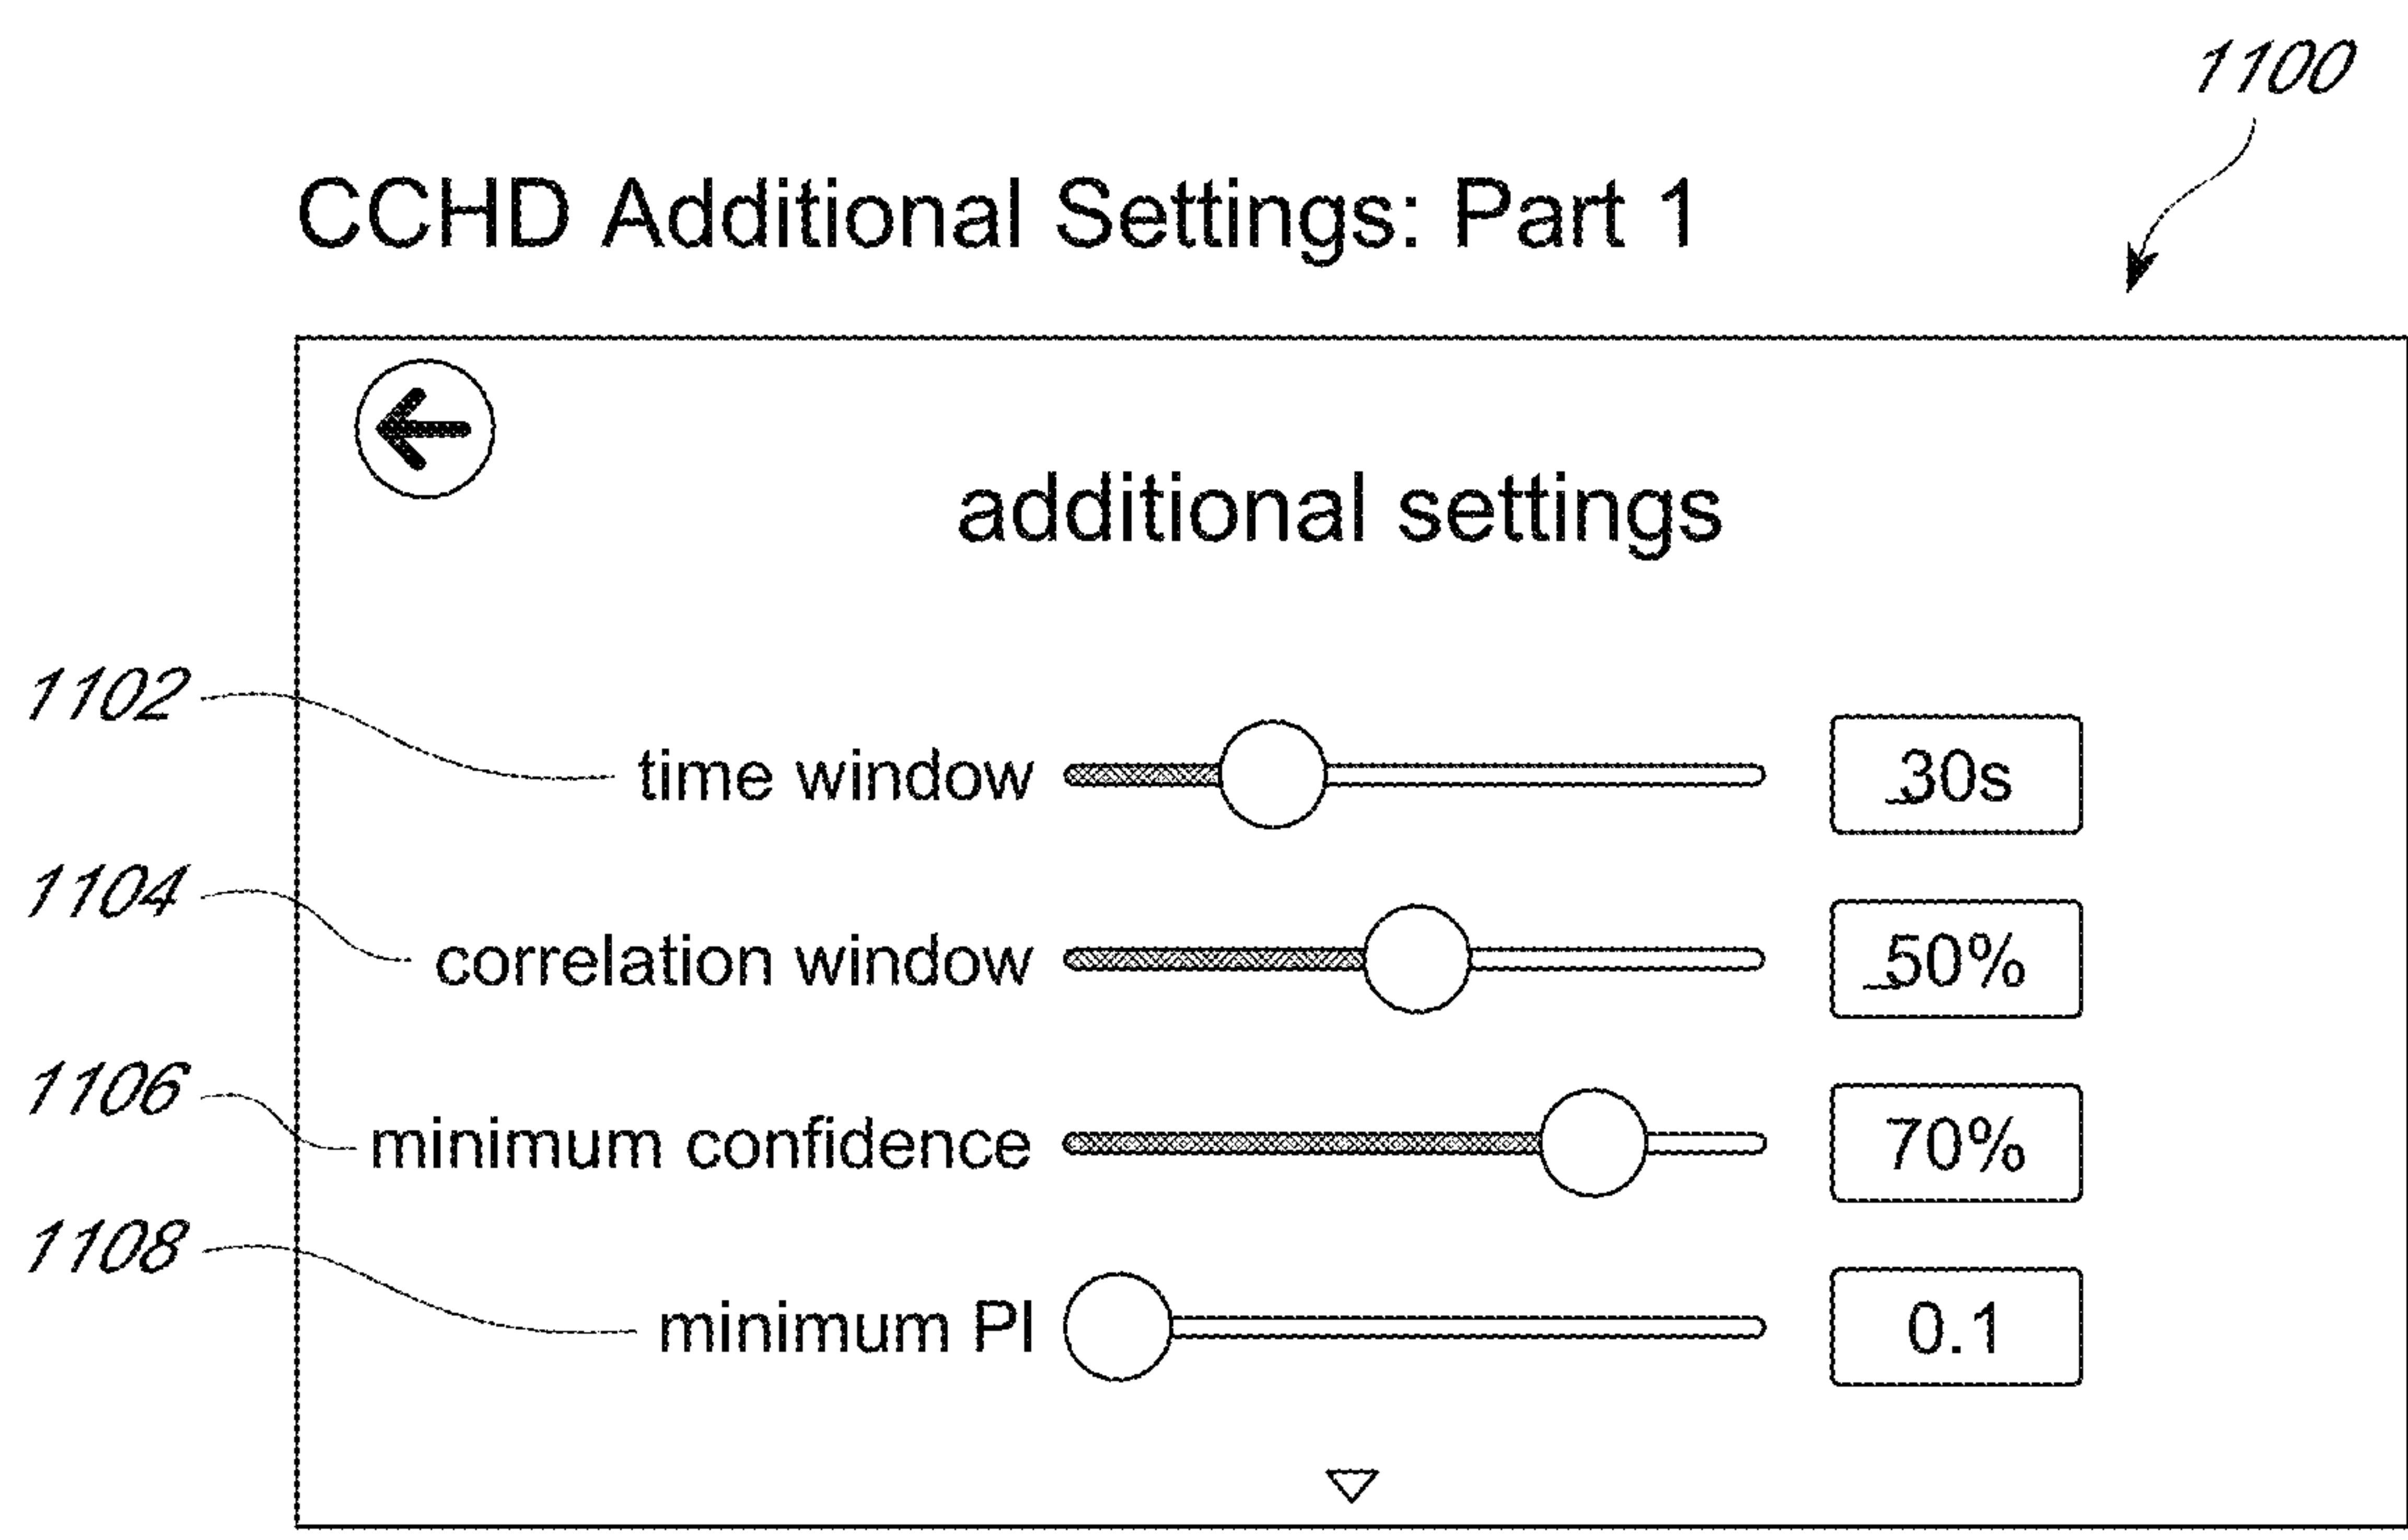 1100
CCHD Additional Settings: Part 1
additional settings
1102
time window 30s
1104
correlation window 50%
1106
minimum confidence 70%
1108
minimum PI 0.1